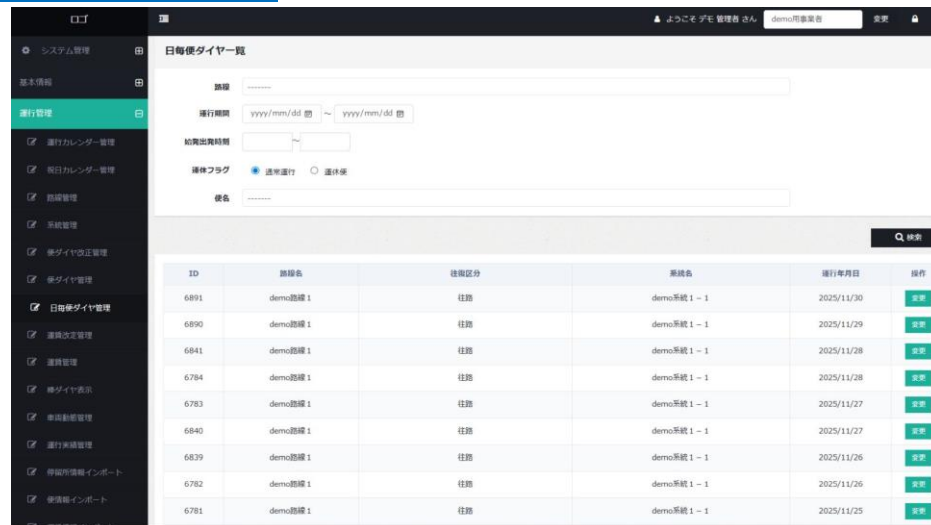 ロゴ
ようこそ デモ 管理者 さん demo用事業者 変更
システム管理
日毎便ダイヤ一覧
基本情報
路線 -------
運行管理
運行期間 yyyy/mm/dd ~ yyyy/mm/dd
運行カレンダー管理
始発出発時刻 ~
祝日カレンダー管理
運休フラグ 通常運行 運休便
路線管理
便名 -------
系統管理
検索
便ダイヤ改正管理
便ダイヤ管理
日毎便ダイヤ管理
運賃改定管理
運賃管理
棒ダイヤ表示
車両動態管理
運行実績管理
停留所情報インポート
便情報インポート
ID 路線名 往復区分 系統名 運行年月日 操作
6891 demo路線１ 往路 demo系統１－１ 2025/11/30 変更
6890 demo路線１ 往路 demo系統１－１ 2025/11/29 変更
6841 demo路線１ 往路 demo系統１－１ 2025/11/28 変更
6784 demo路線１ 往路 demo系統１－１ 2025/11/28 変更
6783 demo路線１ 往路 demo系統１－１ 2025/11/27 変更
6840 demo路線１ 往路 demo系統１－１ 2025/11/27 変更
6839 demo路線１ 往路 demo系統１－１ 2025/11/26 変更
6782 demo路線１ 往路 demo系統１－１ 2025/11/26 変更
6781 demo路線１ 往路 demo系統１－１ 2025/11/25 変更